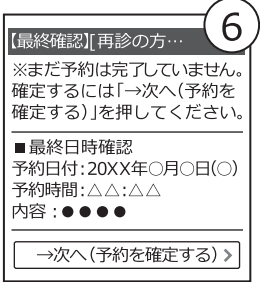 6
【最終確認】[再診の方…
※まだ予約は完了していません。
確定するには「→次へ(予約を
確定する)」を押してください。
■最終日時確認
予約日付:20XX年○月○日(○)
予約時間:△△:△△
内容:●●●●
→次へ(予約を確定する)